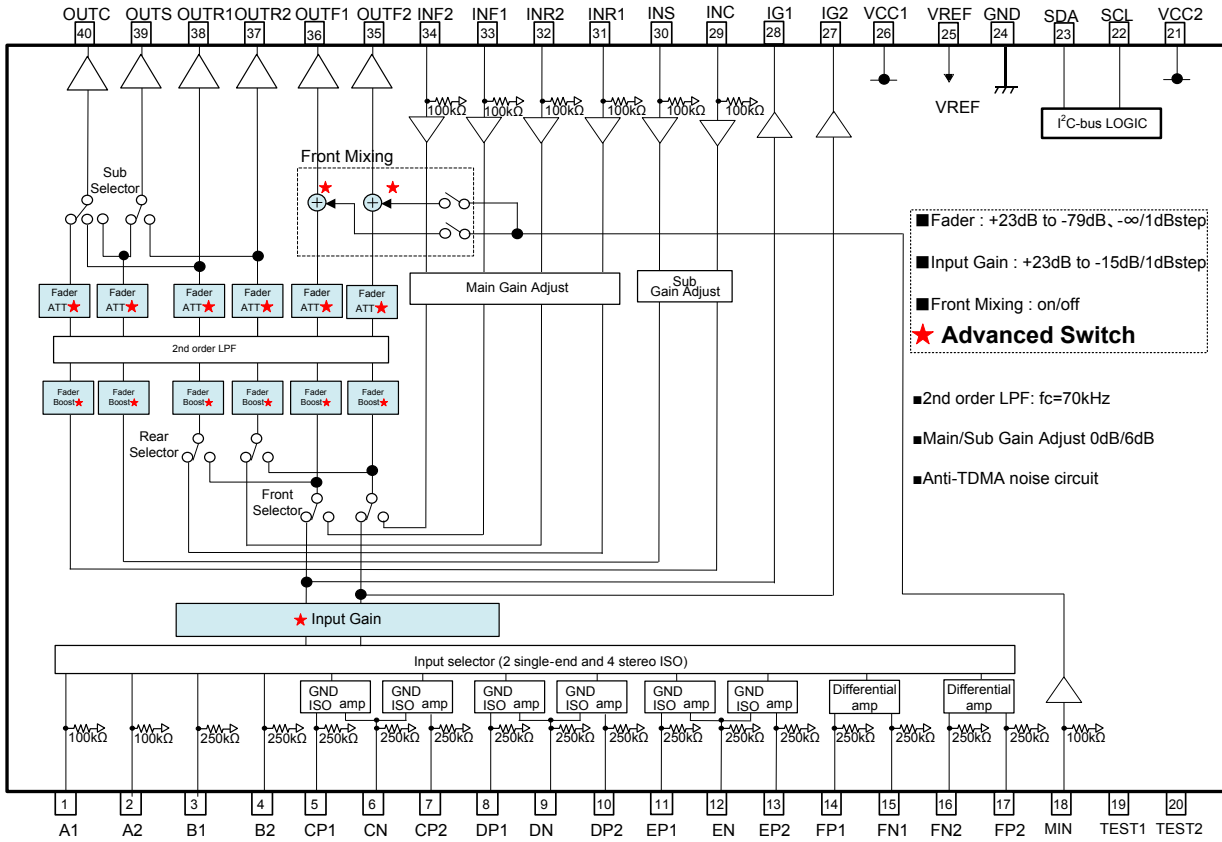 OUTC OUTS OUTR1 OUTR2 OUTF1 OUTF2 INF2 INF1 INR2 INR1 INS INC IG1 IG2 VCC1 VREF GND SDA SCL VCC2
40 39 38 37 36 35 34 33 32 31 30 29 28 27 26 25 24 23 22 21
100kΩ 100kΩ 100kΩ 100kΩ 100kΩ 100kΩ
VREF
I²C-bus LOGIC
Front Mixing
Sub
Selector
■Fader : +23dB to -79dB、-∞/1dBstep
■Input Gain : +23dB to -15dB/1dBstep
■Front Mixing : on/off
★ Advanced Switch
Main Gain Adjust
Sub
Gain Adjust
Fader Fader Fader Fader Fader Fader
ATT★ ATT★ ATT★ ATT★ ATT★ ATT★
2nd order LPF
Fader Fader Fader Fader Fader Fader
Boost★ Boost★ Boost★ Boost★ Boost★ Boost★
■2nd order LPF: fc=70kHz
■Main/Sub Gain Adjust 0dB/6dB
■Anti-TDMA noise circuit
Rear
Selector
Front
Selector
★ Input Gain
Input selector (2 single-end and 4 stereo ISO)
GND GND GND GND GND GND Differential Differential
ISO amp ISO amp ISO amp ISO amp ISO amp ISO amp amp amp
100kΩ 100kΩ 250kΩ 250kΩ 250kΩ 250kΩ 250kΩ 250kΩ 250kΩ 250kΩ 250kΩ 250kΩ 250kΩ 250kΩ 250kΩ 250kΩ 250kΩ 100kΩ
1 2 3 4 5 6 7 8 9 10 11 12 13 14 15 16 17 18 19 20
A1 A2 B1 B2 CP1 CN CP2 DP1 DN DP2 EP1 EN EP2 FP1 FN1 FN2 FP2 MIN TEST1 TEST2